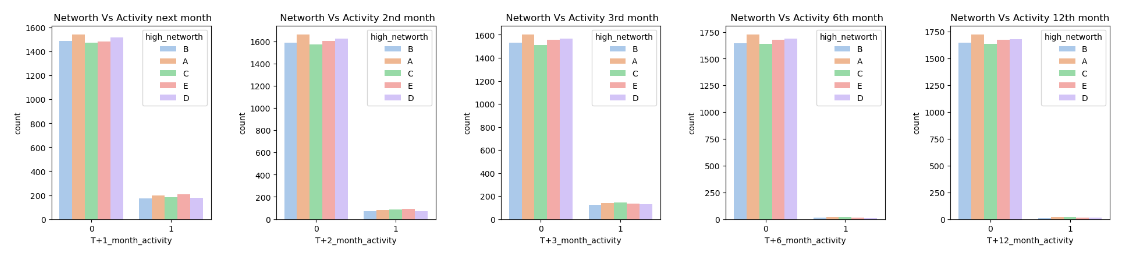 Networth Vs Activity next month
1600
1400
1200
1000
800
600
400
200
0
count
0 1
T+1_month_activity
high_networth
B
A
C
E
D
Networth Vs Activity 2nd month
1600
1400
1200
1000
800
600
400
200
0
count
0 1
T+2_month_activity
high_networth
B
A
C
E
D
Networth Vs Activity 3rd month
1600
1400
1200
1000
800
600
400
200
0
count
0 1
T+3_month_activity
high_networth
B
A
C
E
D
Networth Vs Activity 6th month
1750
1500
1250
1000
750
500
250
0
count
0 1
T+6_month_activity
high_networth
B
A
C
E
D
Networth Vs Activity 12th month
1750
1500
1250
1000
750
500
250
0
count
0 1
T+12_month_activity
high_networth
B
A
C
E
D